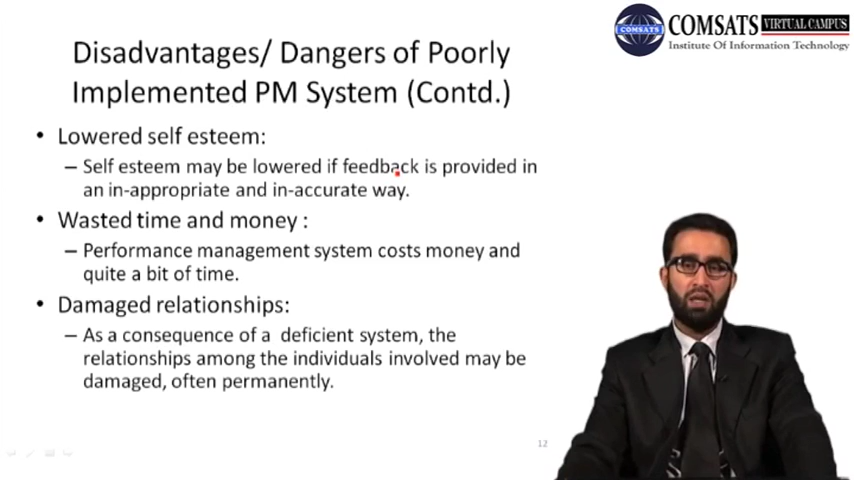 COMSATS VIRTUAL CAMPUS
COMSATS
Institute Of Information Technology
Disadvantages/ Dangers of Poorly
Implemented PM System (Contd.)
• Lowered self esteem:
– Self esteem may be lowered if feedback is provided in
an in-appropriate and in-accurate way.
• Wasted time and money :
– Performance management system costs money and
quite a bit of time.
• Damaged relationships:
– As a consequence of a deficient system, the
relationships among the individuals involved may be
damaged, often permanently.
12